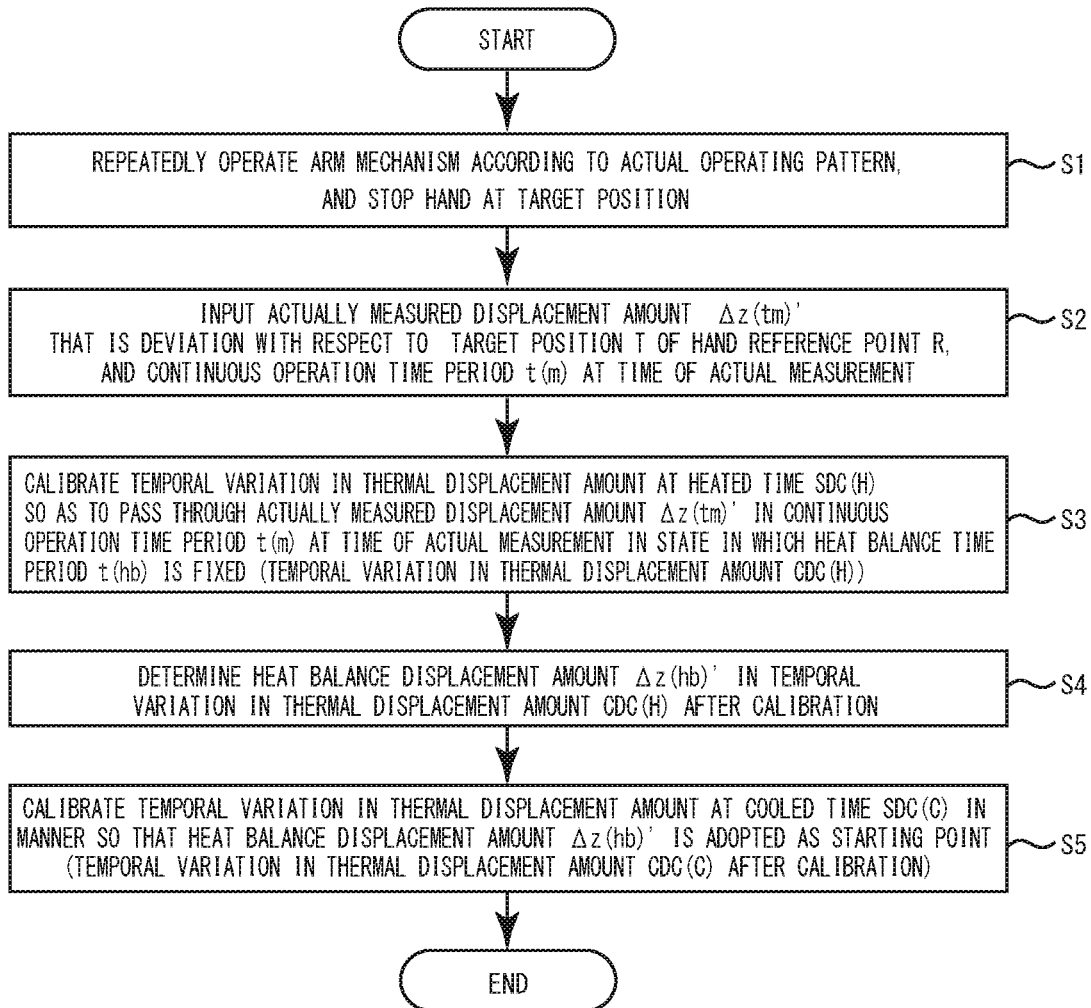 START
REPEATEDLY OPERATE ARM MECHANISM ACCORDING TO ACTUAL OPERATING PATTERN,
AND STOP HAND AT TARGET POSITION
S1
INPUT ACTUALLY MEASURED DISPLACEMENT AMOUNT Δz(tm)'
THAT IS DEVIATION WITH RESPECT TO TARGET POSITION T OF HAND REFERENCE POINT R,
AND CONTINUOUS OPERATION TIME PERIOD t(m) AT TIME OF ACTUAL MEASUREMENT
S2
CALIBRATE TEMPORAL VARIATION IN THERMAL DISPLACEMENT AMOUNT AT HEATED TIME SDC(H)
SO AS TO PASS THROUGH ACTUALLY MEASURED DISPLACEMENT AMOUNT Δz(tm)' IN CONTINUOUS
OPERATION TIME PERIOD t(m) AT TIME OF ACTUAL MEASUREMENT IN STATE IN WHICH HEAT BALANCE TIME
PERIOD t(hb) IS FIXED (TEMPORAL VARIATION IN THERMAL DISPLACEMENT AMOUNT CDC(H))
S3
DETERMINE HEAT BALANCE DISPLACEMENT AMOUNT Δz(hb)' IN TEMPORAL
VARIATION IN THERMAL DISPLACEMENT AMOUNT CDC(H) AFTER CALIBRATION
S4
CALIBRATE TEMPORAL VARIATION IN THERMAL DISPLACEMENT AMOUNT AT COOLED TIME SDC(C) IN
MANNER SO THAT HEAT BALANCE DISPLACEMENT AMOUNT Δz(hb)' IS ADOPTED AS STARTING POINT
(TEMPORAL VARIATION IN THERMAL DISPLACEMENT AMOUNT CDC(C) AFTER CALIBRATION)
S5
END